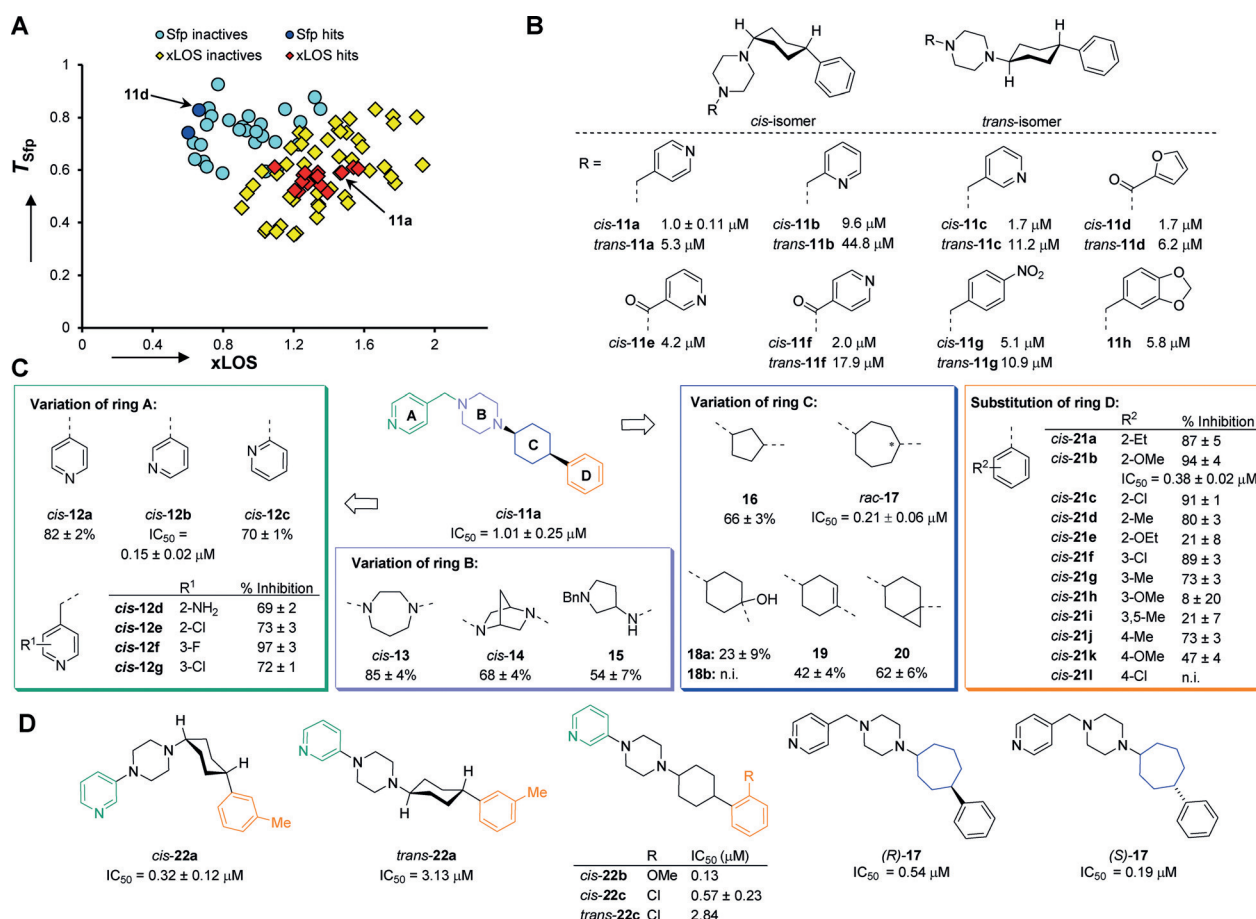 A
Sfp inactives
Sfp hits
xLOS inactives
xLOS hits
1
0.8
0.6
0.4
0.2
0
T_Sfp
0 0.4 0.8 1.2 1.6 2
xLOS
11d
11a
B
H H
R N N
cis-isomer
R N N H H
trans-isomer
R =
N
cis-11a 1.0 ± 0.11 µM
trans-11a 5.3 µM
N
cis-11b 9.6 µM
trans-11b 44.8 µM
N
cis-11c 1.7 µM
trans-11c 11.2 µM
O O
cis-11d 1.7 µM
trans-11d 6.2 µM
O N
cis-11e 4.2 µM
O N
cis-11f 2.0 µM
trans-11f 17.9 µM
NO2
cis-11g 5.1 µM
trans-11g 10.9 µM
O O
11h 5.8 µM
C
Variation of ring A:
N N N
cis-12a cis-12b cis-12c
82 ± 2% IC50 = 70 ± 1%
0.15 ± 0.02 µM
R1 % Inhibition
cis-12d 2-NH2 69 ± 2
cis-12e 2-Cl 73 ± 3
cis-12f 3-F 97 ± 3
cis-12g 3-Cl 72 ± 1
R1 N
N A N B N C D
cis-11a
IC50 = 1.01 ± 0.25 µM
Variation of ring B:
N N N N BnN N H
cis-13 cis-14 15
85 ± 4% 68 ± 4% 54 ± 7%
Variation of ring C:
*
16 rac-17
66 ± 3% IC50 = 0.21 ± 0.06 µM
OH
18a: 23 ± 9% 19 20
18b: n.i. 42 ± 4% 62 ± 6%
Substitution of ring D:
R2
R2 % Inhibition
cis-21a 2-Et 87 ± 5
cis-21b 2-OMe 94 ± 4
IC50 = 0.38 ± 0.02 µM
cis-21c 2-Cl 91 ± 1
cis-21d 2-Me 80 ± 3
cis-21e 2-OEt 21 ± 8
cis-21f 3-Cl 89 ± 3
cis-21g 3-Me 73 ± 3
cis-21h 3-OMe 8 ± 20
cis-21i 3,5-Me 21 ± 7
cis-21j 4-Me 73 ± 3
cis-21k 4-OMe 47 ± 4
cis-21l 4-Cl n.i.
D
N N N H H Me
cis-22a
IC50 = 0.32 ± 0.12 µM
N N N H H Me
trans-22a
IC50 = 3.13 µM
N N N R
R IC50 (µM)
cis-22b OMe 0.13
cis-22c Cl 0.57 ± 0.23
trans-22c Cl 2.84
N N N
(R)-17
IC50 = 0.54 µM
N N N
(S)-17
IC50 = 0.19 µM